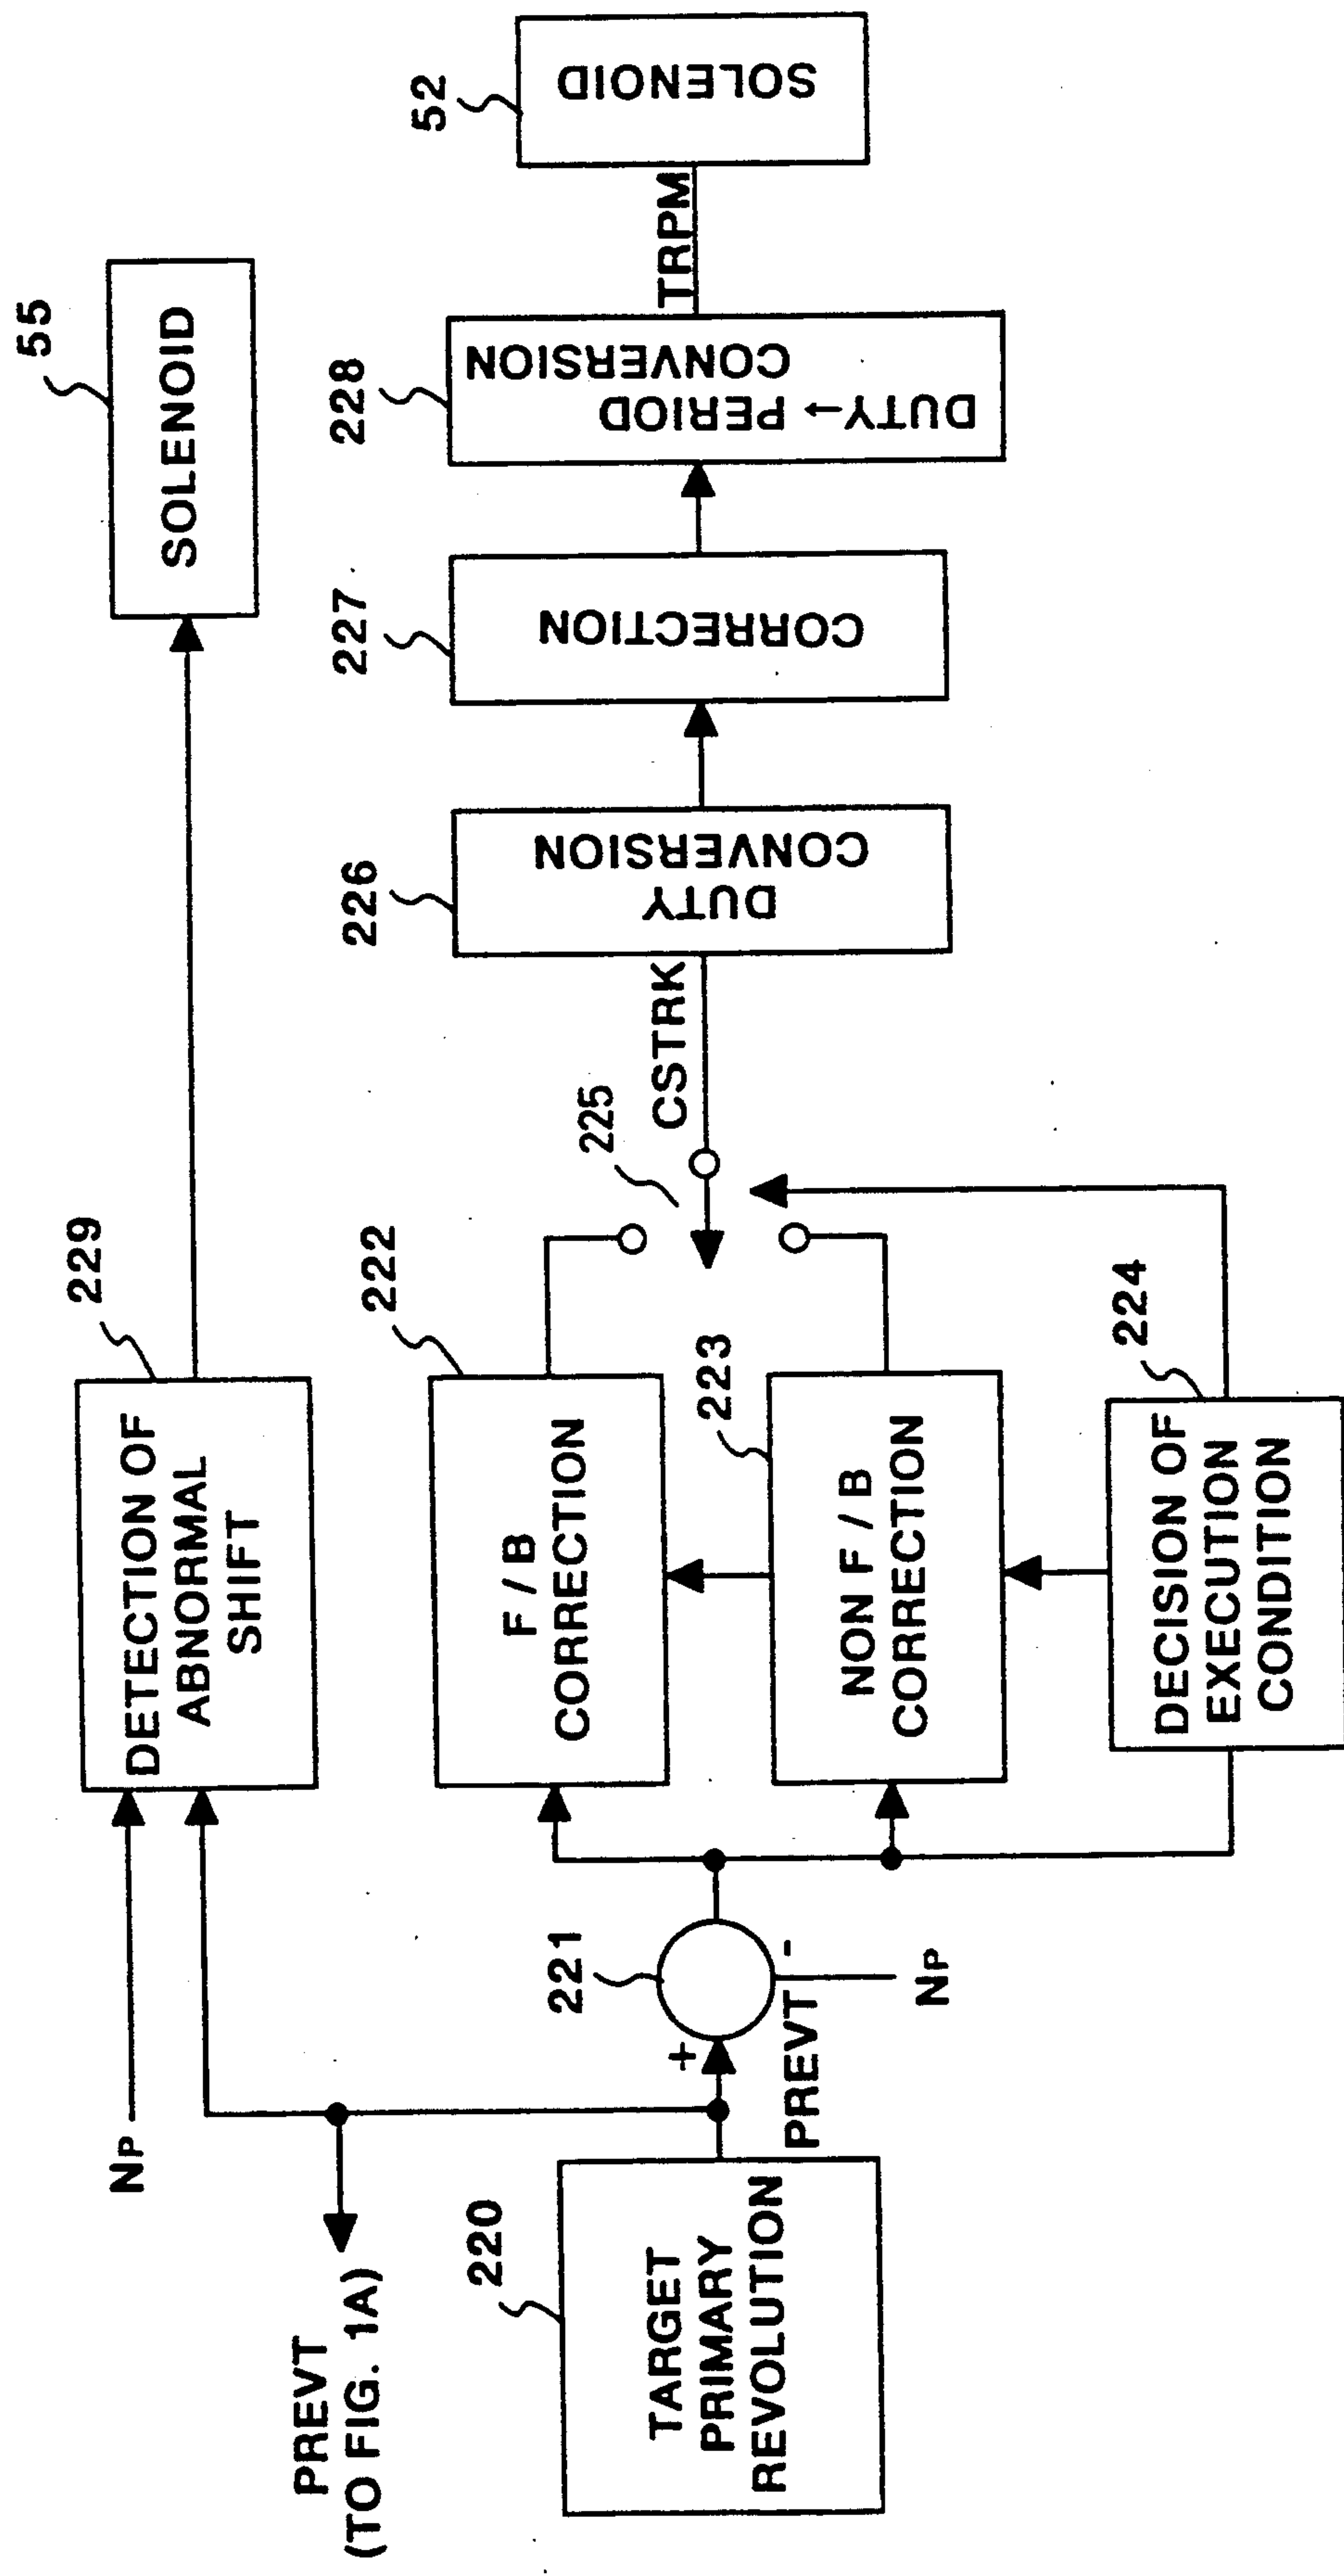 NP
PREVT
(TO FIG. 1A)
229
DETECTION OF
ABNORMAL
SHIFT
55
SOLENOID
220
TARGET
PRIMARY
REVOLUTION
221
+
-
PREVT
NP
222
F / B
CORRECTION
223
NON F / B
CORRECTION
224
DECISION OF
EXECUTION
CONDITION
225
CSTRK
226
DUTY
CONVERSION
227
CORRECTION
228
DUTY→PERIOD
CONVERSION
TRPM
52
SOLENOID